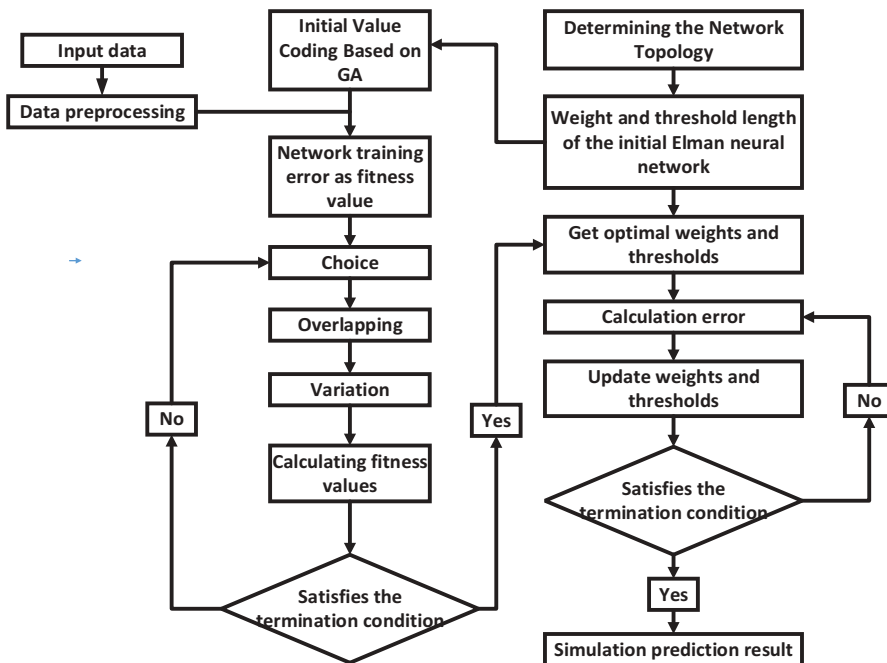 Input data
Data preprocessing
Initial Value
Coding Based on
GA
Network training
error as fitness
value
Choice
Overlapping
Variation
Calculating fitness
values
Satisfies the
termination condition
No
Yes
Determining the Network
Topology
Weight and threshold length
of the initial Elman neural
network
Get optimal weights and
thresholds
Calculation error
Update weights and
thresholds
Satisfies the
termination condition
No
Yes
Simulation prediction result